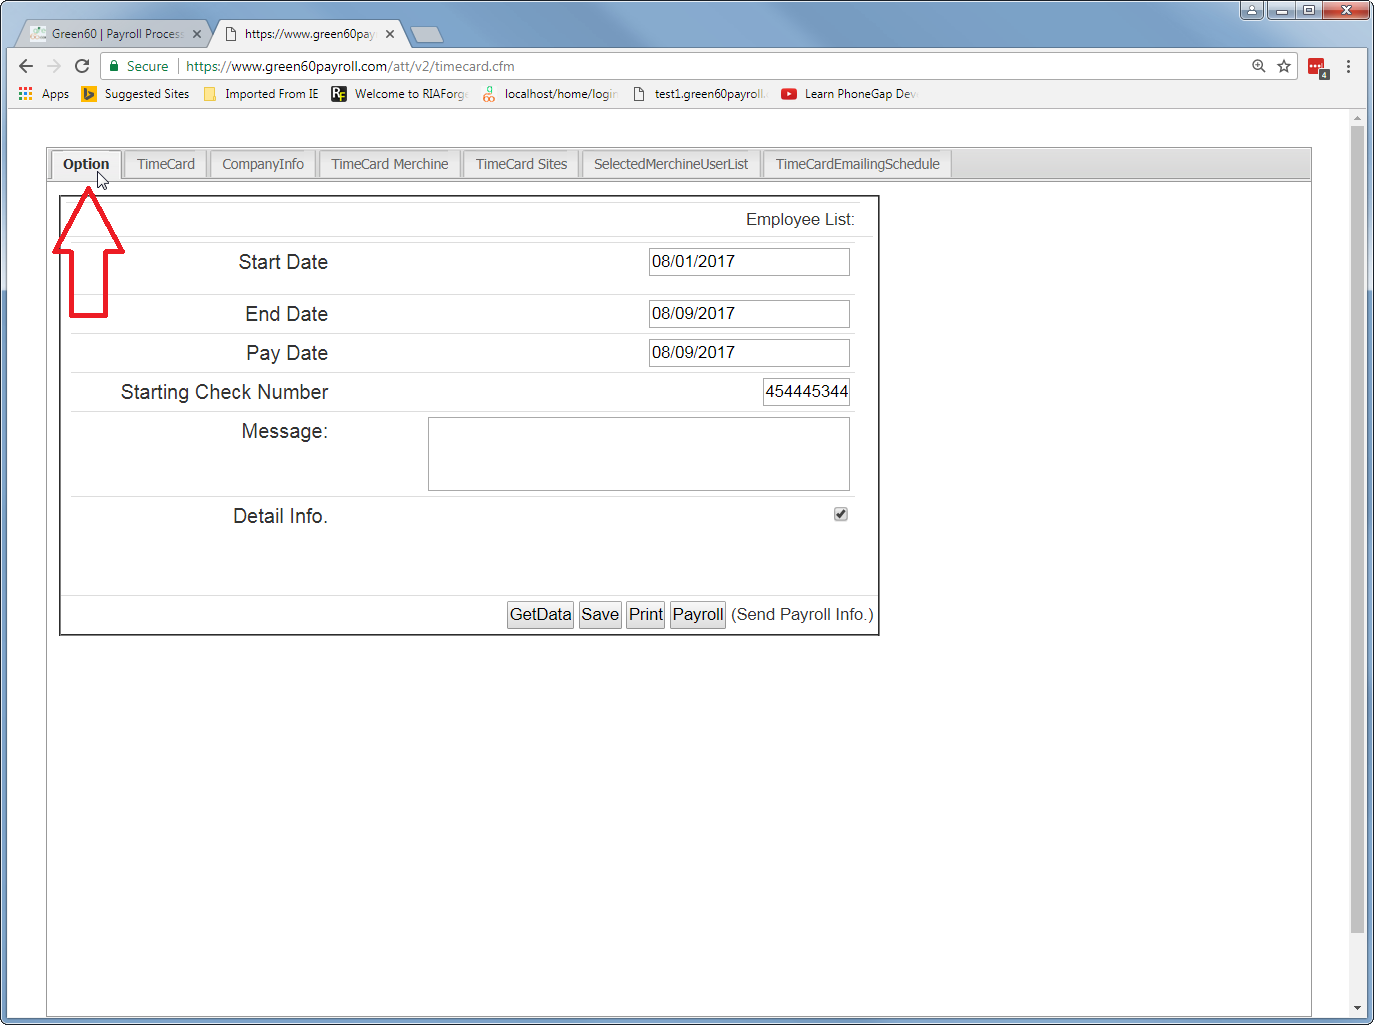 Green60 | Payroll Process
https://www.green60pay
Secure
https://www.green60payroll.com/att/v2/timecard.cfm
4
Apps
Suggested Sites
Imported From IE
RF
Welcome to RIAForg
localhost/home/login
test1.green60payroll.
Learn PhoneGap Dev
Option
TimeCard
CompanyInfo
TimeCard Merchine
TimeCard Sites
SelectedMerchineUserList
TimeCardEmailingSchedule
Employee List:
Start Date 08/01/2017
End Date 08/09/2017
Pay Date 08/09/2017
Starting Check Number 454445344
Message:
Detail Info.
GetData Save Print Payroll (Send Payroll Info.)